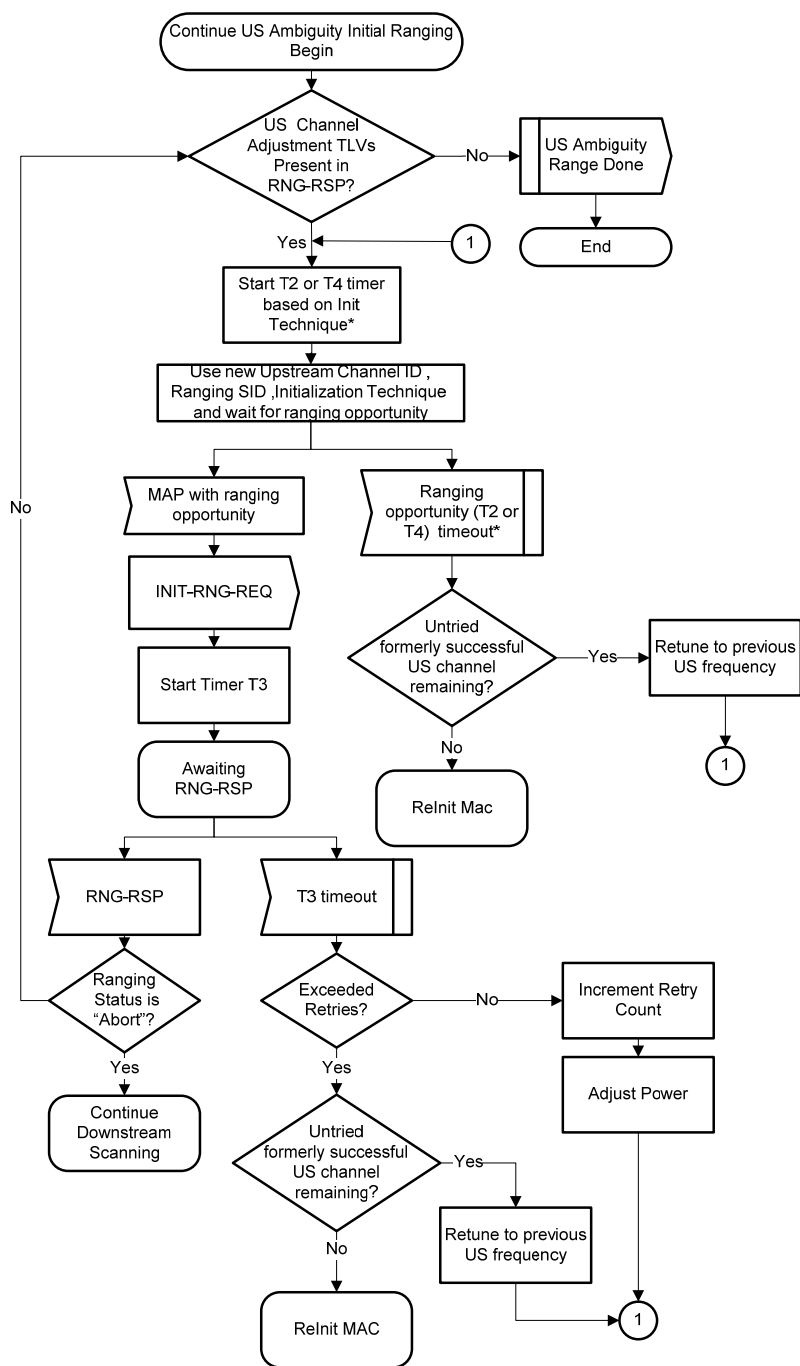 Continue US Ambiguity Initial Ranging
Begin
US Channel
Adjustment TLVs
Present in
RNG-RSP?
No
US Ambiguity
Range Done
End
Yes
1
Start T2 or T4 timer
based on Init
Technique*
Use new Upstream Channel ID ,
Ranging SID ,Initialization Technique
and wait for ranging opportunity
No
MAP with ranging
opportunity
Ranging
opportunity (T2 or
T4) timeout*
INIT-RNG-REQ
Untried
formerly successful
US channel
remaining?
Yes
Retune to previous
US frequency
Start Timer T3
No
1
Awaiting
RNG-RSP
ReInit Mac
RNG-RSP
T3 timeout
Ranging
Status is
“Abort”?
Exceeded
Retries?
No
Increment Retry
Count
Yes
Yes
Adjust Power
Continue
Downstream
Scanning
Untried
formerly successful
US channel
remaining?
Yes
Retune to previous
US frequency
No
ReInit MAC
1